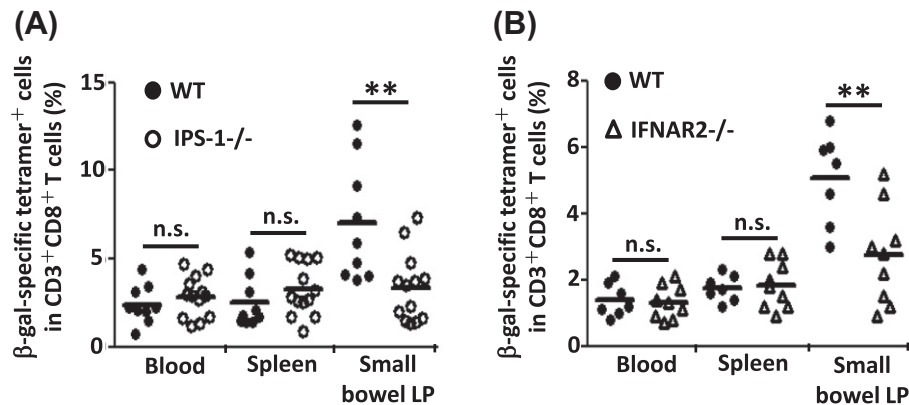 (A)
β-gal-specific tetramer⁺ cells
in CD3⁺CD8⁺ T cells (%)
15
10
5
0
WT
IPS-1-/-
n.s.
n.s.
**
Blood
Spleen
Small
bowel LP
(B)
β-gal-specific tetramer⁺ cells
in CD3⁺CD8⁺ T cells (%)
8
6
4
2
0
WT
IFNAR2-/-
n.s.
n.s.
**
Blood
Spleen
Small
bowel LP